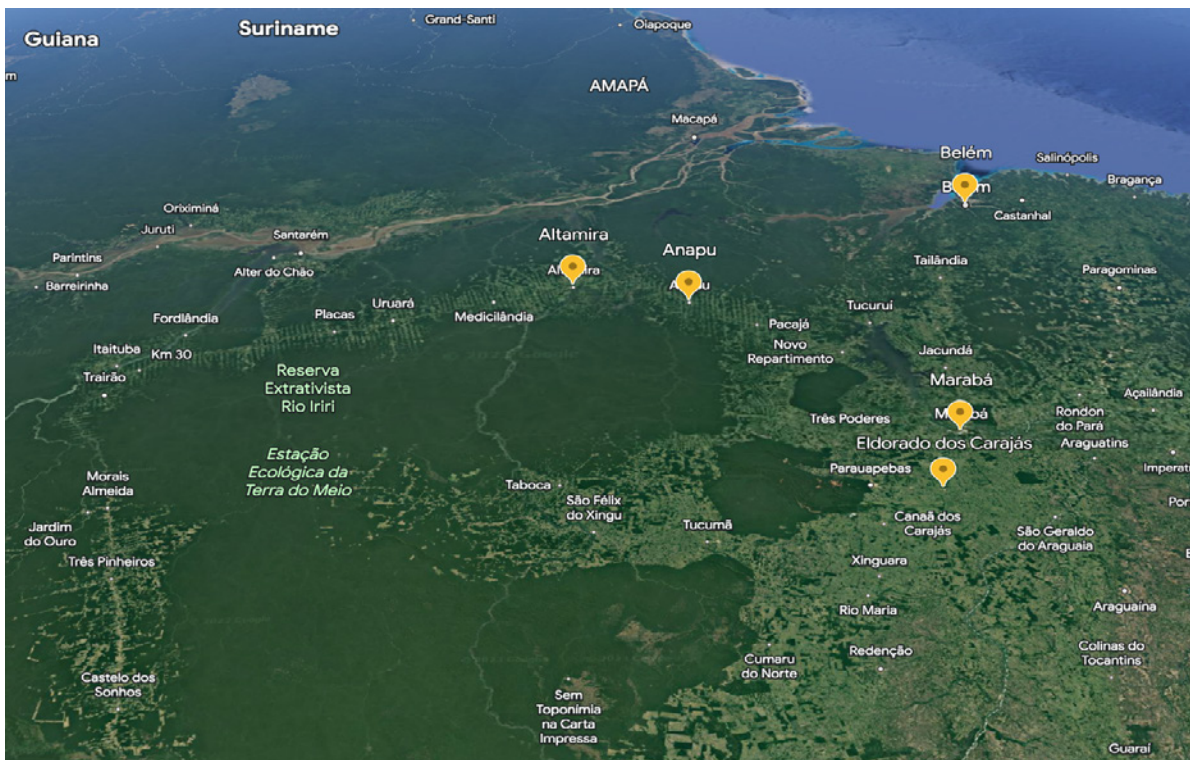 Guiana
Suriname
Grand-Santi
Oiapoque
m
AMAPÁ
Macapá
Belém
Salinópolis
Bragança
Castanhal
Oriximiná
Juruti
Santarém
Parintins
Barreirinha
Alter do Chão
Altamira
Anapu
Tailândia
Paragominas
Uruará
Placas
Medicilândia
Fordlândia
Tucuruí
Pacajá
Novo
Repartimento
Jacundá
Itaituba
Km 30
Trairão
Reserva
Extrativista
Rio Iriri
Marabá
Açailândia
Três Poderes
Rondon
do Pará
Eldorado dos Carajás
Araguatins
Estação
Ecológica da
Terra do Meio
Parauapebas
Imperat
Morais
Almeida
Taboca
São Félix
do Xingu
Tucumã
Canaã dos
Carajás
São Geraldo
do Araguaia
Por
Jardim
do Ouro
Três Pinheiros
Xinguara
E
Rio Maria
Araguaína
Redenção
Colinas do
Tocantins
Cumaru
do Norte
Castelo dos
Sonhos
Sem
Toponímia
na Carta
Impressa
Guaraí